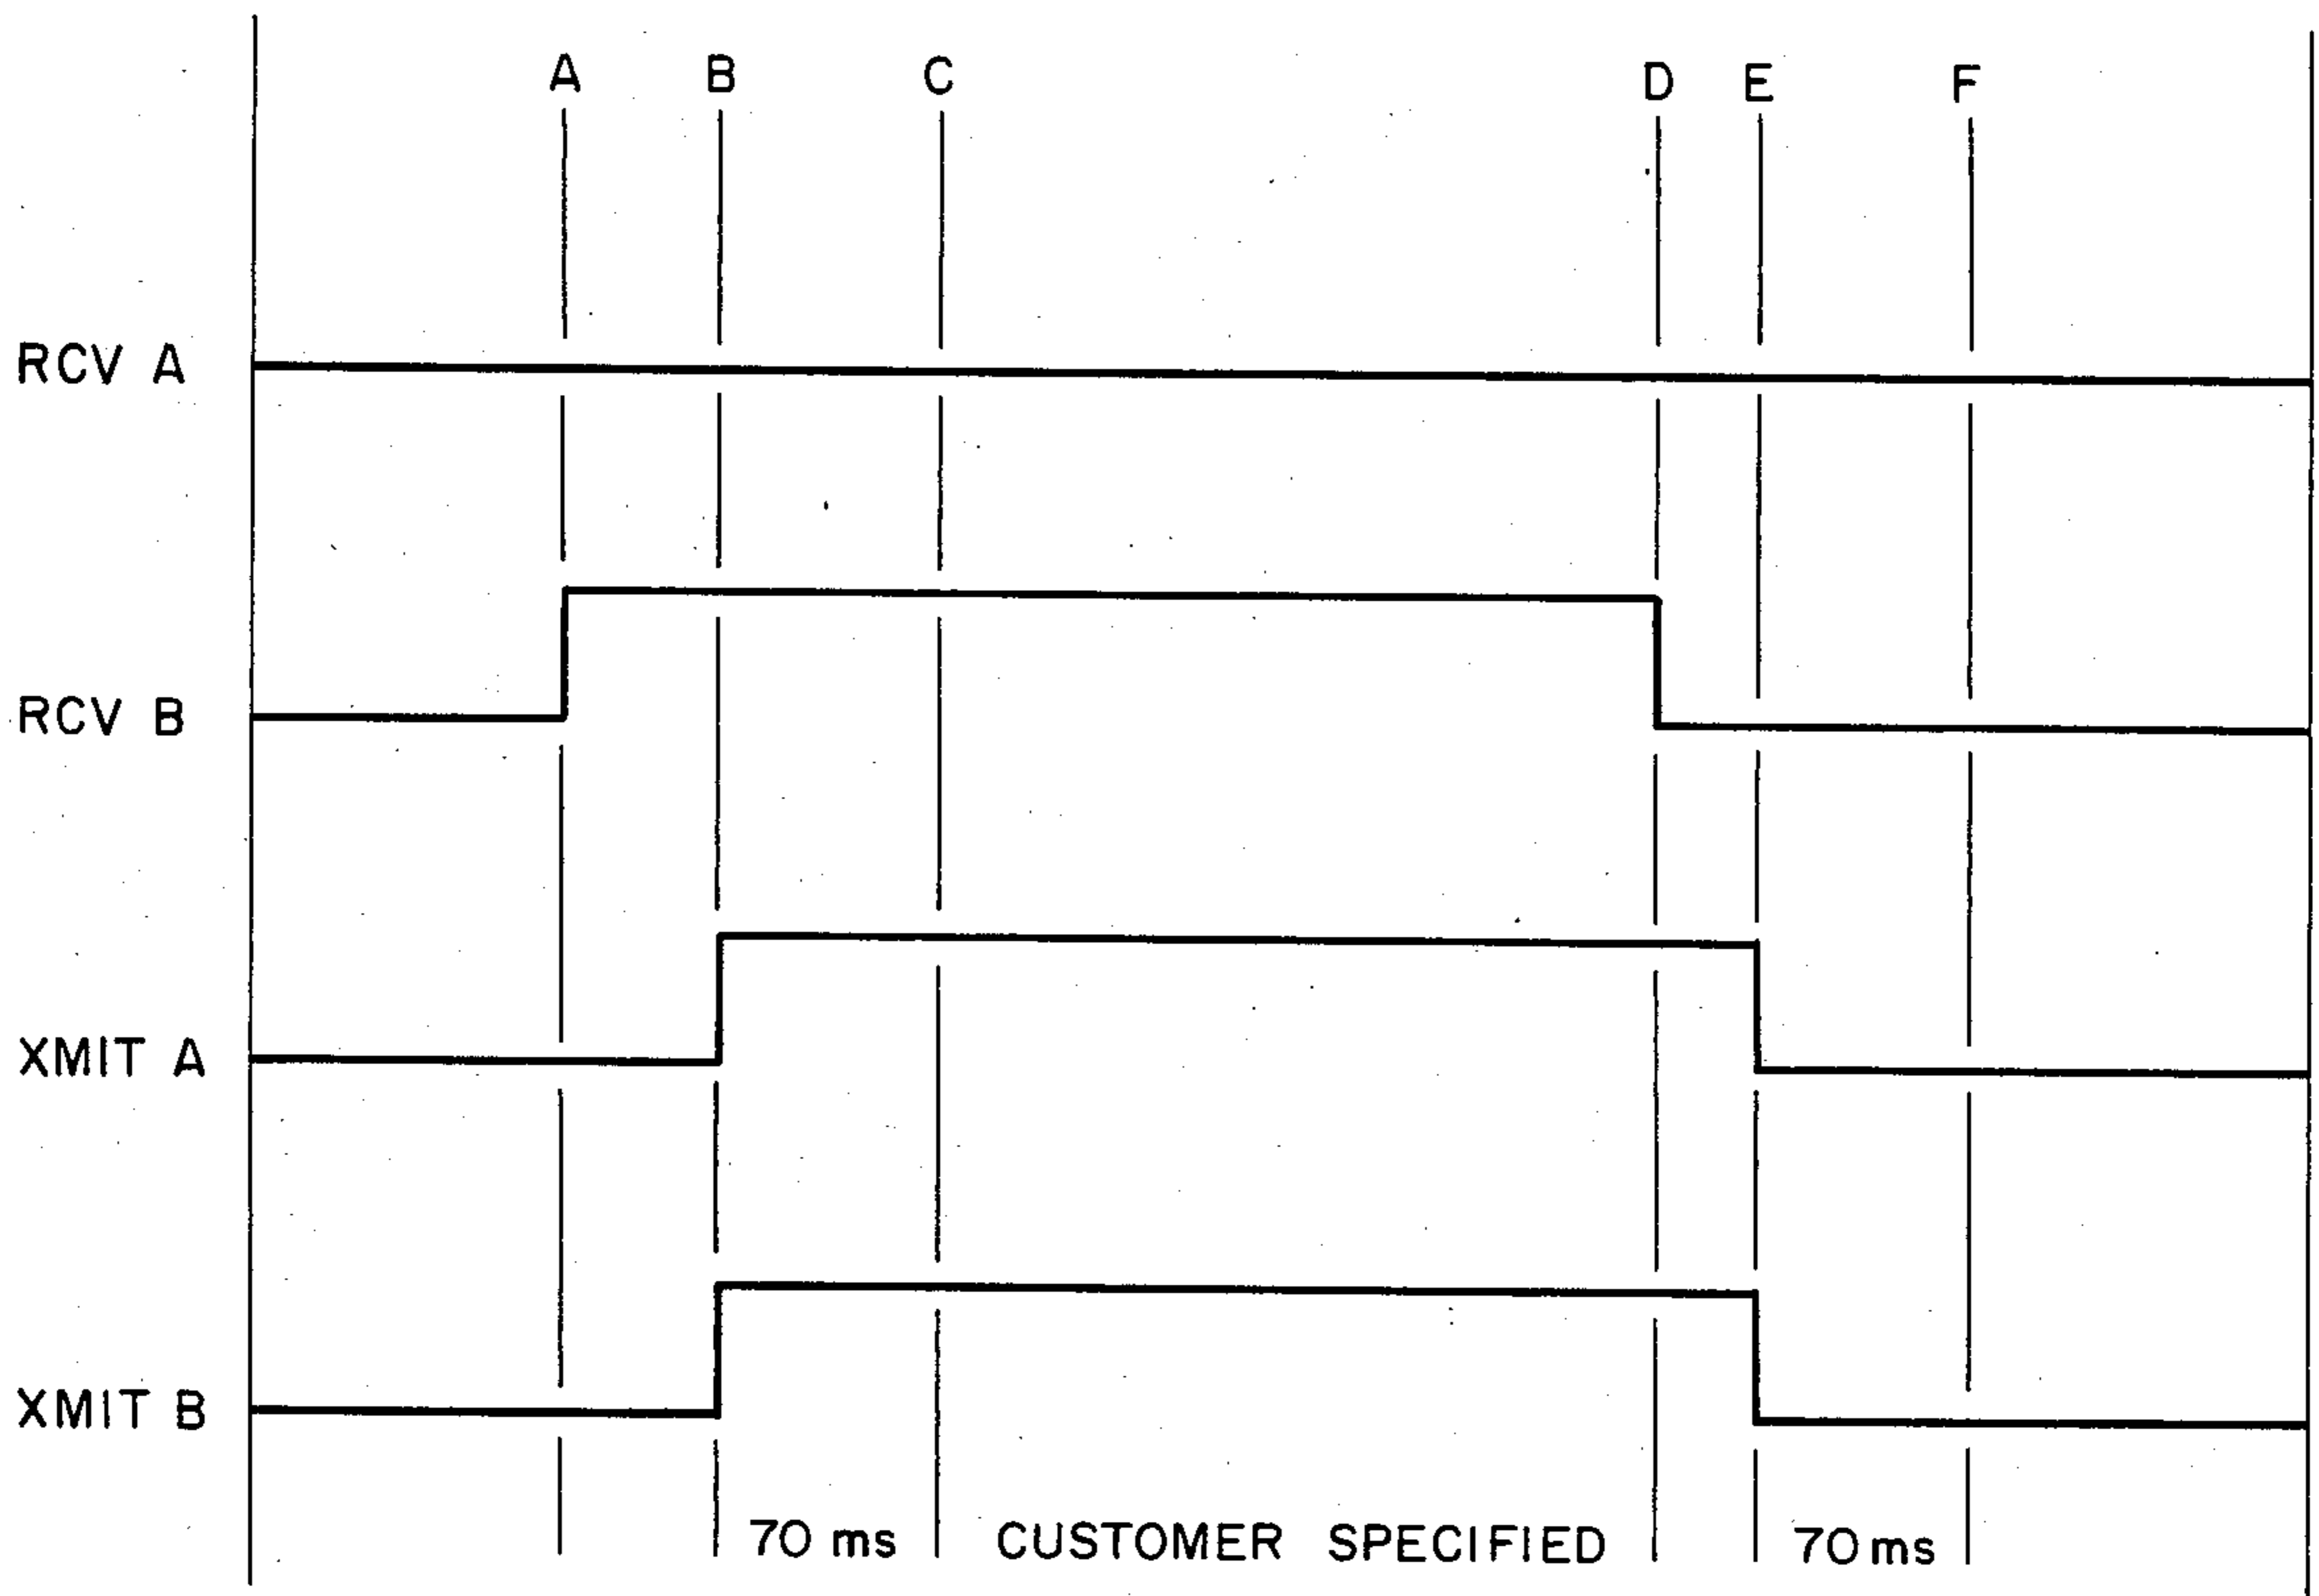 A B C D E F
RCV A
RCV B
XMIT A
XMIT B
70 ms CUSTOMER SPECIFIED 70 ms